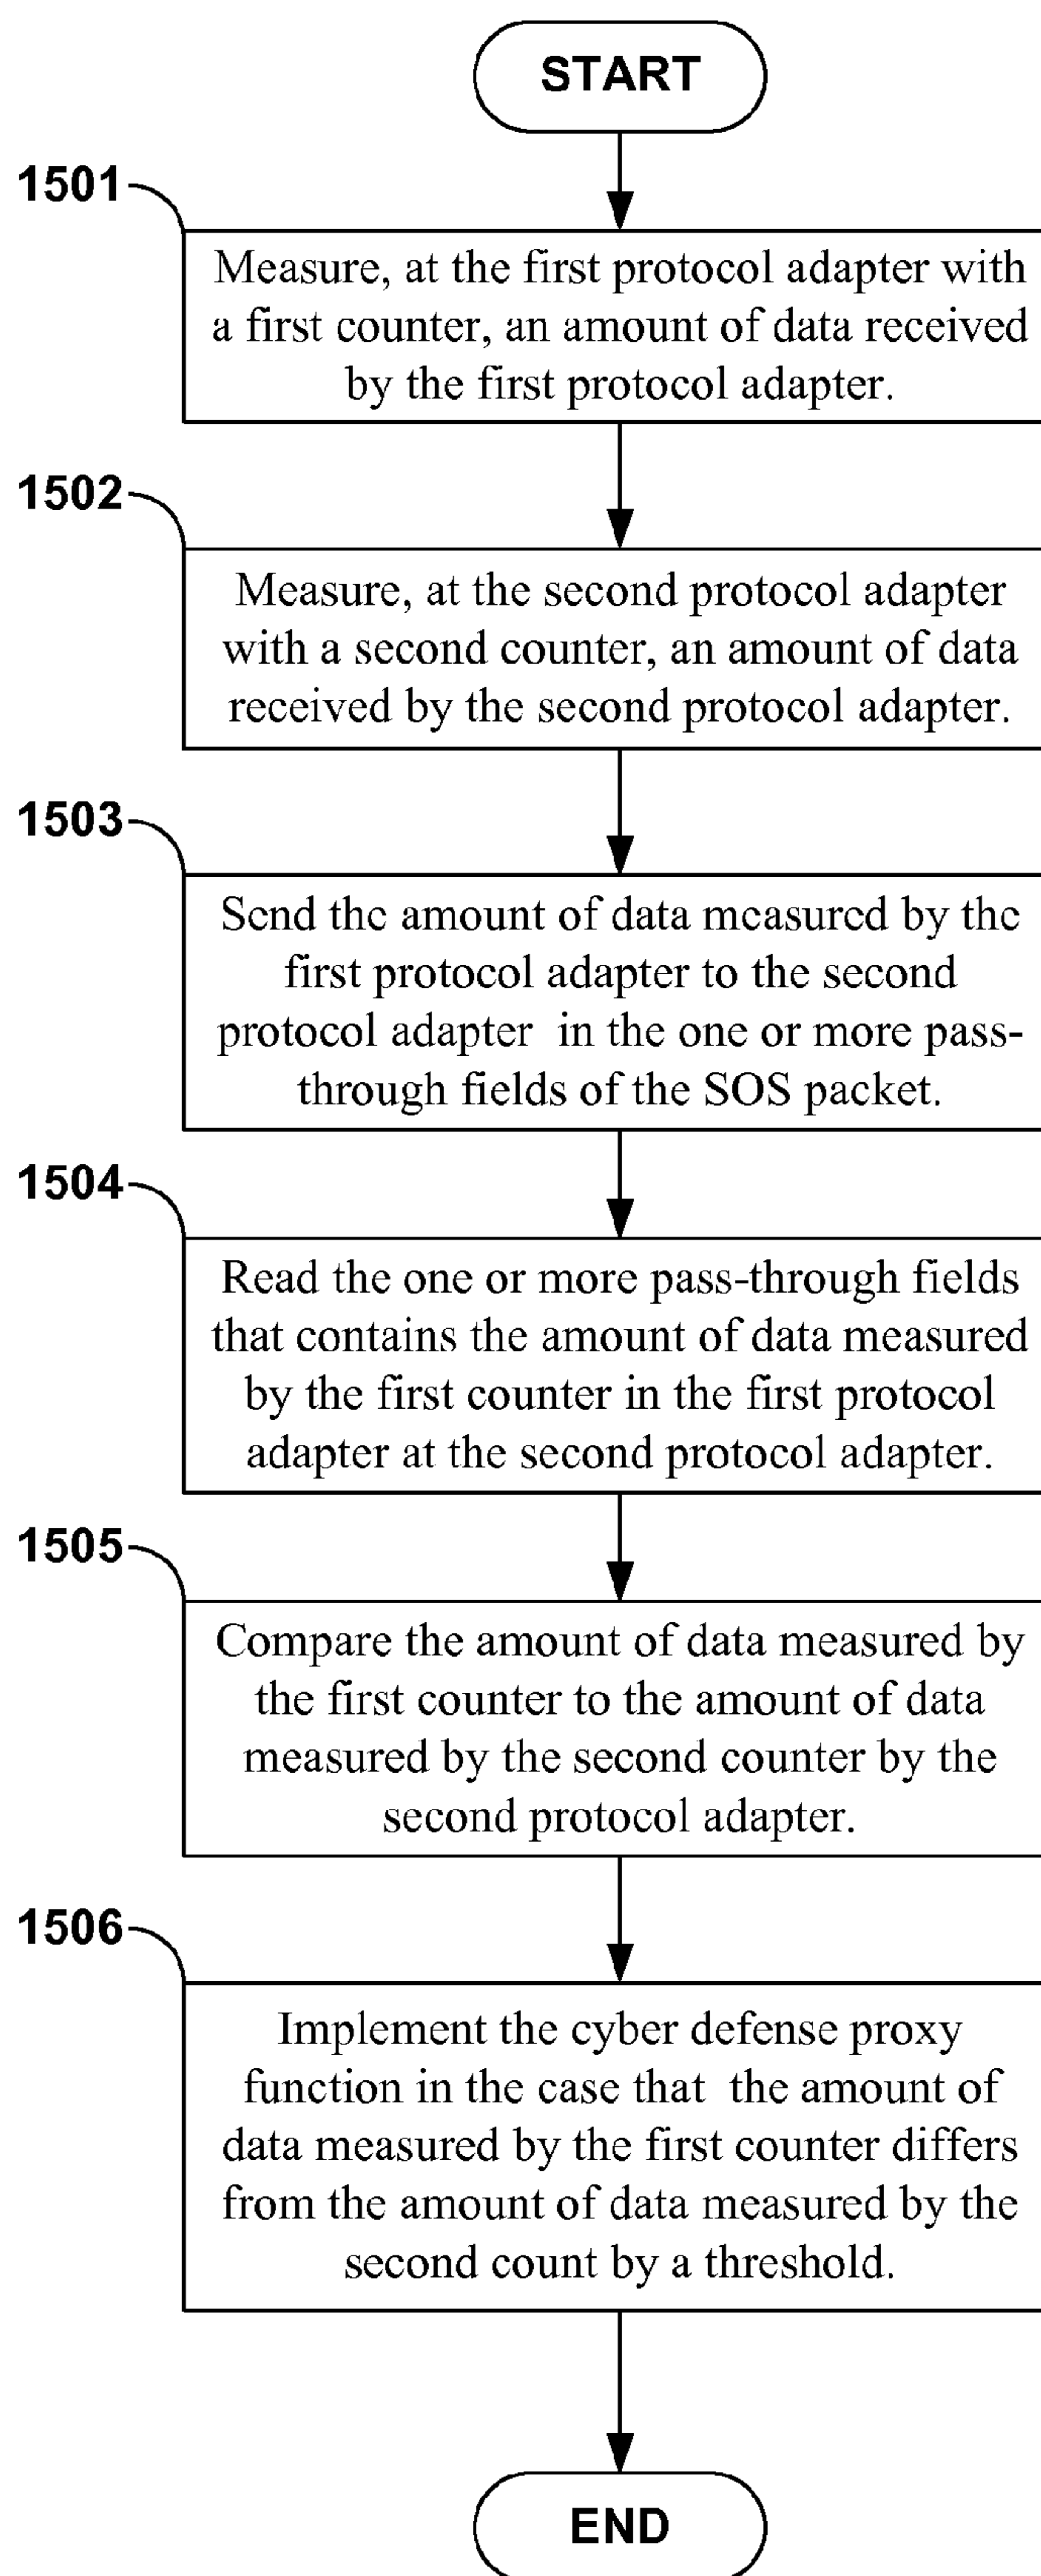 START
1501
Measure, at the first protocol adapter with
a first counter, an amount of data received
by the first protocol adapter.
1502
Measure, at the second protocol adapter
with a second counter, an amount of data
received by the second protocol adapter.
1503
Send the amount of data measured by the
first protocol adapter to the second
protocol adapter in the one or more pass-
through fields of the SOS packet.
1504
Read the one or more pass-through fields
that contains the amount of data measured
by the first counter in the first protocol
adapter at the second protocol adapter.
1505
Compare the amount of data measured by
the first counter to the amount of data
measured by the second counter by the
second protocol adapter.
1506
Implement the cyber defense proxy
function in the case that the amount of
data measured by the first counter differs
from the amount of data measured by the
second count by a threshold.
END